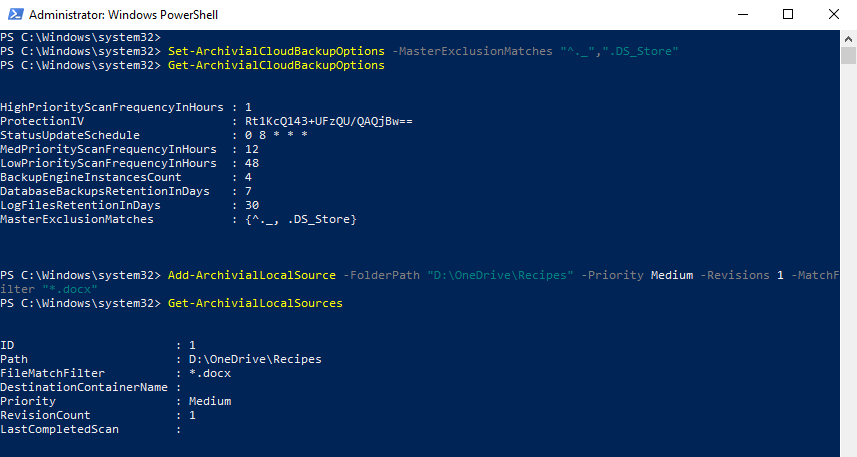 Administrator: Windows PowerShell
PS C:\Windows\system32>
PS C:\Windows\system32> Set-ArchivialCloudBackupOptions -MasterExclusionMatches "^._",".DS_Store"
PS C:\Windows\system32> Get-ArchivialCloudBackupOptions
HighPriorityScanFrequencyInHours : 1
ProtectionIV : Rt1KcQ143+UFzQU/QAQjBw==
StatusUpdateSchedule : 0 8 * * *
MedPriorityScanFrequencyInHours : 12
LowPriorityScanFrequencyInHours : 48
BackupEngineInstancesCount : 4
DatabaseBackupsRetentionInDays : 7
LogFilesRetentionInDays : 30
MasterExclusionMatches : {^._, .DS_Store}
PS C:\Windows\system32> Add-ArchivialLocalSource -FolderPath "D:\OneDrive\Recipes" -Priority Medium -Revisions 1 -MatchF
ilter "*.docx"
PS C:\Windows\system32> Get-ArchivialLocalSources
ID : 1
Path : D:\OneDrive\Recipes
FileMatchFilter : *.docx
DestinationContainerName :
Priority : Medium
RevisionCount : 1
LastCompletedScan :